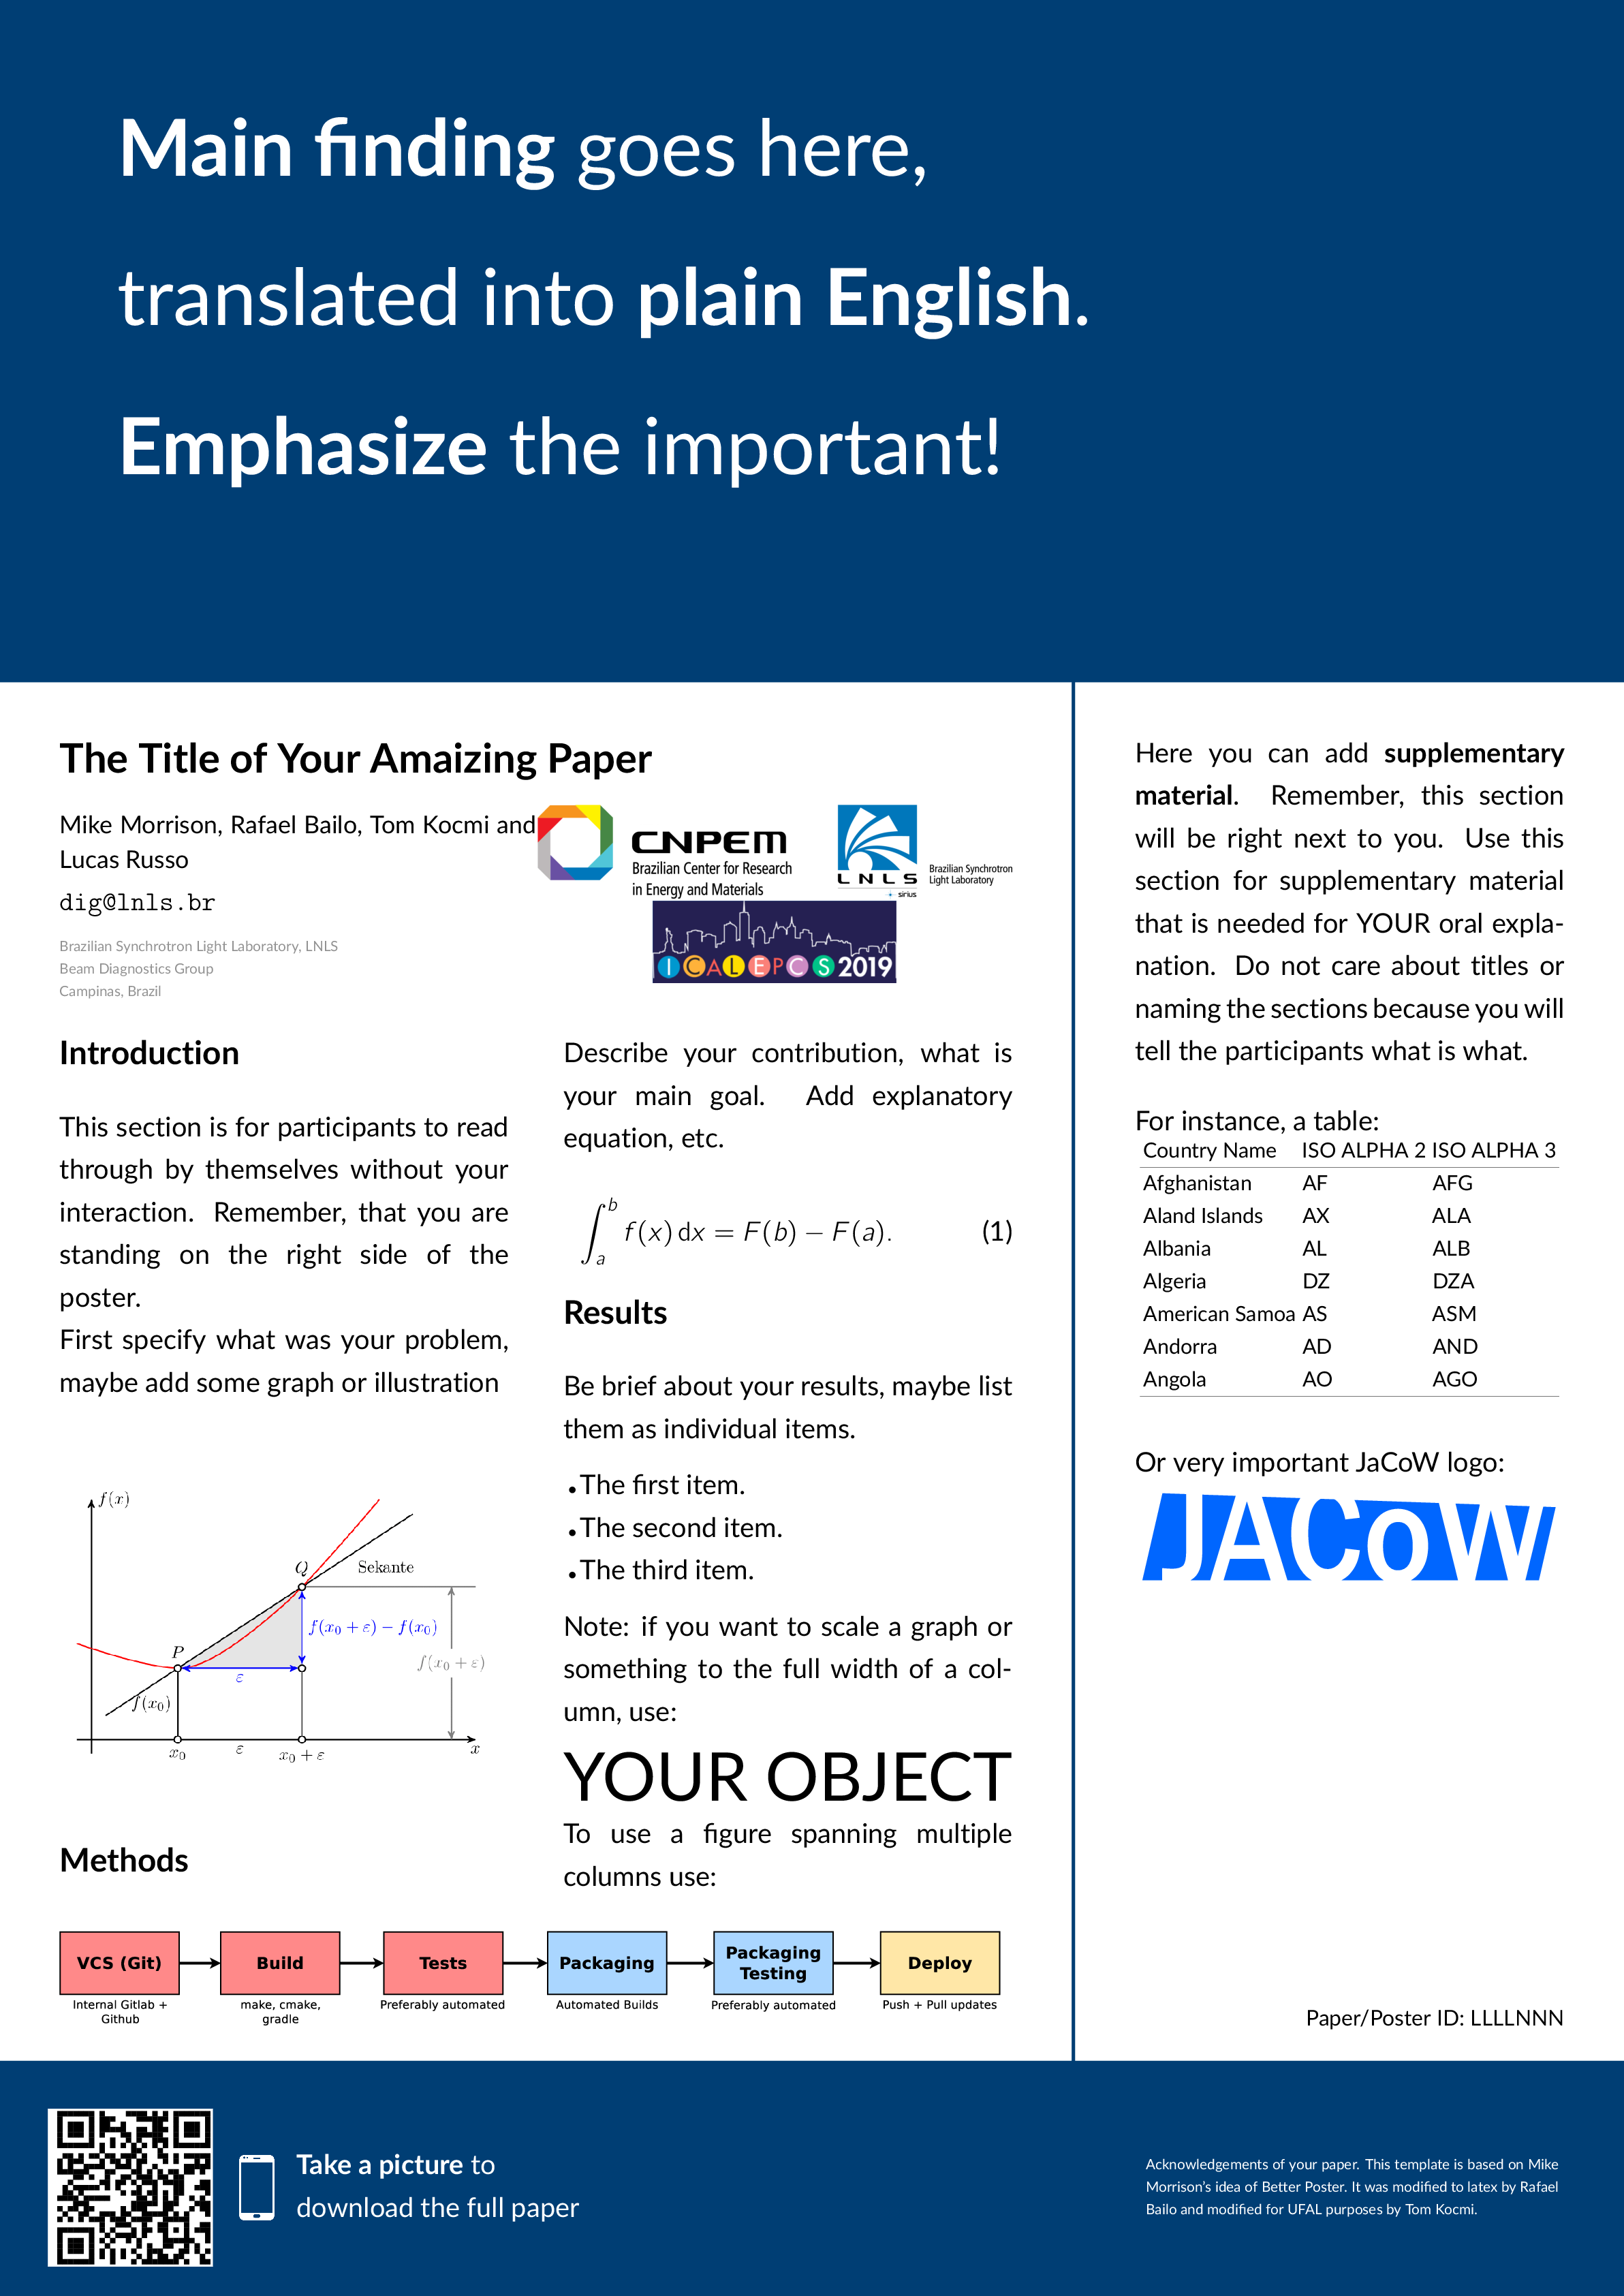 Main finding goes here,
translated into plain English.
Emphasize the important!
The Title of Your Amaizing Paper
Mike Morrison, Rafael Bailo, Tom Kocmi and
Lucas Russo
dig@lnls.br
Brazilian Synchrotron Light Laboratory, LNLS
Beam Diagnostics Group
Campinas, Brazil
CNPEM
Brazilian Center for Research
in Energy and Materials
LNLS
sirius
Brazilian Synchrotron
Light Laboratory
ICALEPCS 2019
Introduction
This section is for participants to read
through by themselves without your
interaction. Remember, that you are
standing on the right side of the
poster.
First specify what was your problem,
maybe add some graph or illustration
f(x)
Q
Sekante
f(x₀ + ε) − f(x₀)
P
f(x₀ + ε)
ε
f(x₀)
x₀
ε
x₀ + ε
x
Methods
Describe your contribution, what is
your main goal. Add explanatory
equation, etc.
∫_a^b f(x) dx = F(b) − F(a). (1)
Results
Be brief about your results, maybe list
them as individual items.
• The first item.
• The second item.
• The third item.
Note: if you want to scale a graph or
something to the full width of a col-
umn, use:
YOUR OBJECT
To use a figure spanning multiple
columns use:
VCS (Git)
Internal Gitlab +
Github
Build
make, cmake,
gradle
Tests
Preferably automated
Packaging
Automated Builds
Packaging
Testing
Preferably automated
Deploy
Push + Pull updates
Here you can add supplementary
material. Remember, this section
will be right next to you. Use this
section for supplementary material
that is needed for YOUR oral expla-
nation. Do not care about titles or
naming the sections because you will
tell the participants what is what.
For instance, a table:
Country Name ISO ALPHA 2 ISO ALPHA 3
Afghanistan AF AFG
Aland Islands AX ALA
Albania AL ALB
Algeria DZ DZA
American Samoa AS ASM
Andorra AD AND
Angola AO AGO
Or very important JaCoW logo:
JACoW
Paper/Poster ID: LLLLNNN
Take a picture to
download the full paper
Acknowledgements of your paper. This template is based on Mike
Morrison's idea of Better Poster. It was modified to latex by Rafael
Bailo and modified for UFAL purposes by Tom Kocmi.